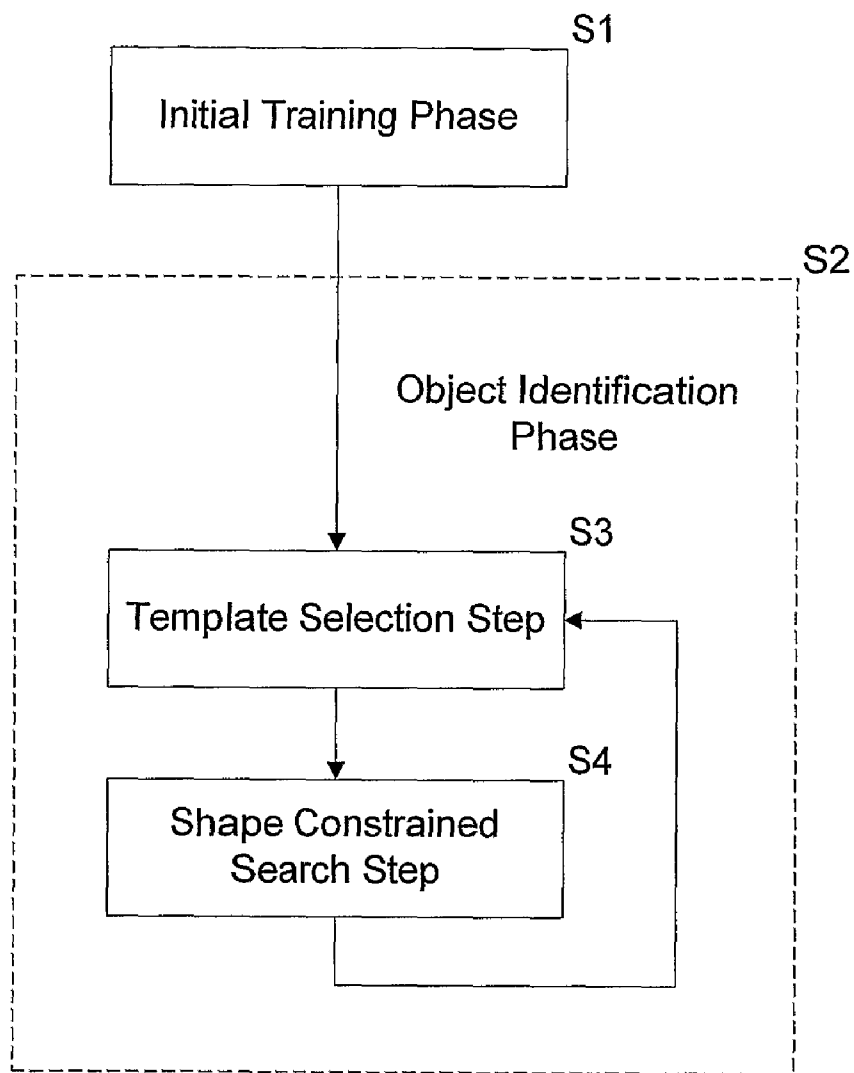 S1
Initial Training Phase
S2
Object Identification
Phase
S3
Template Selection Step
S4
Shape Constrained
Search Step